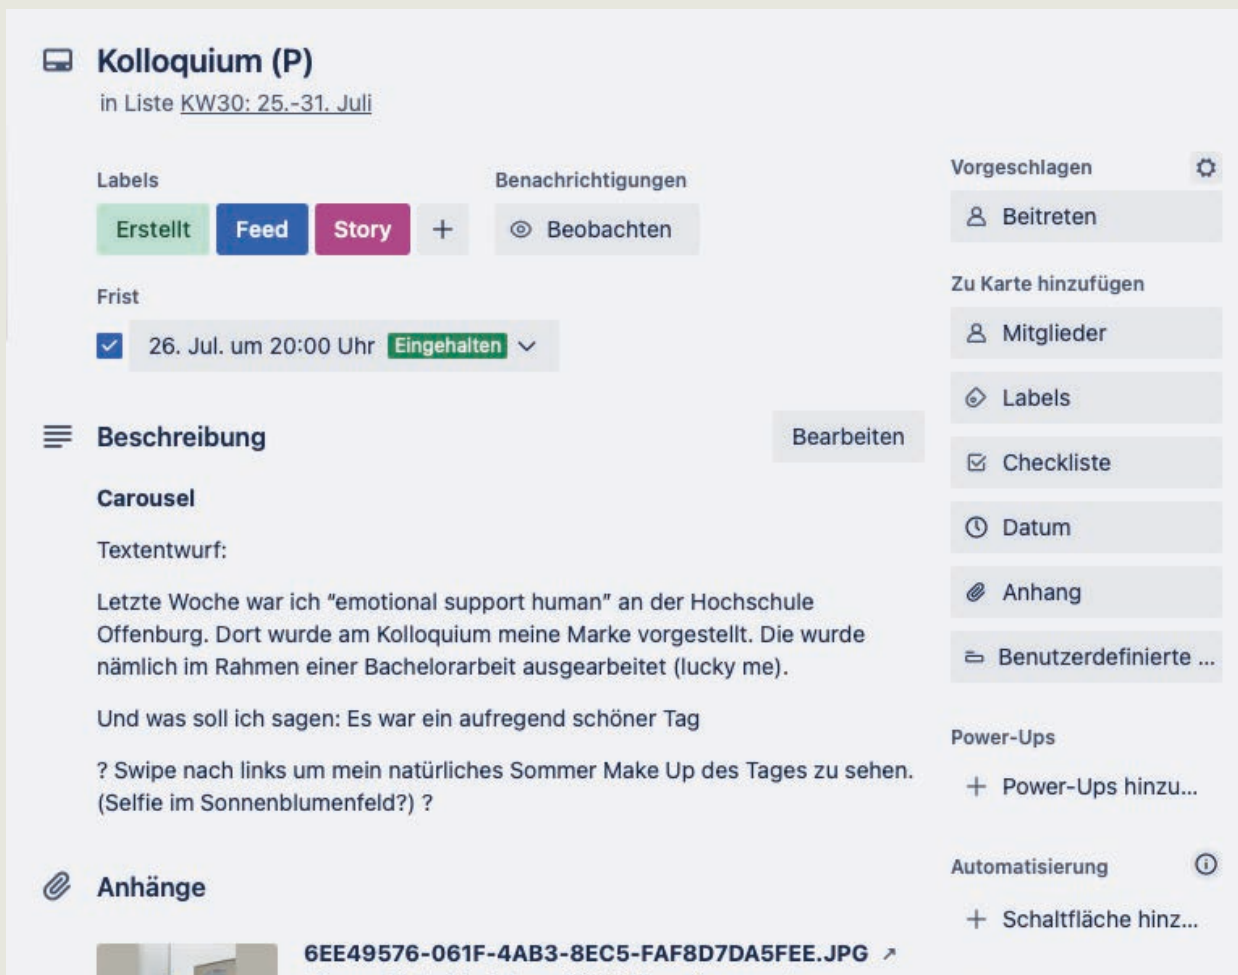 Kolloquium (P)
in Liste KW30: 25.-31. Juli
Labels
Erstellt Feed Story +
Benachrichtigungen
Beobachten
Frist
26. Jul. um 20:00 Uhr Eingehalten
Beschreibung
Bearbeiten
Carousel
Textentwurf:
Letzte Woche war ich “emotional support human” an der Hochschule
Offenburg. Dort wurde am Kolloquium meine Marke vorgestellt. Die wurde
nämlich im Rahmen einer Bachelorarbeit ausgearbeitet (lucky me).
Und was soll ich sagen: Es war ein aufregend schöner Tag
? Swipe nach links um mein natürliches Sommer Make Up des Tages zu sehen.
(Selfie im Sonnenblumenfeld?) ?
Anhänge
6EE49576-061F-4AB3-8EC5-FAF8D7DA5FEE.JPG ↗
Vorgeschlagen
Beitreten
Zu Karte hinzufügen
Mitglieder
Labels
Checkliste
Datum
Anhang
Benutzerdefinierte ...
Power-Ups
+ Power-Ups hinzu...
Automatisierung
+ Schaltfläche hinz...